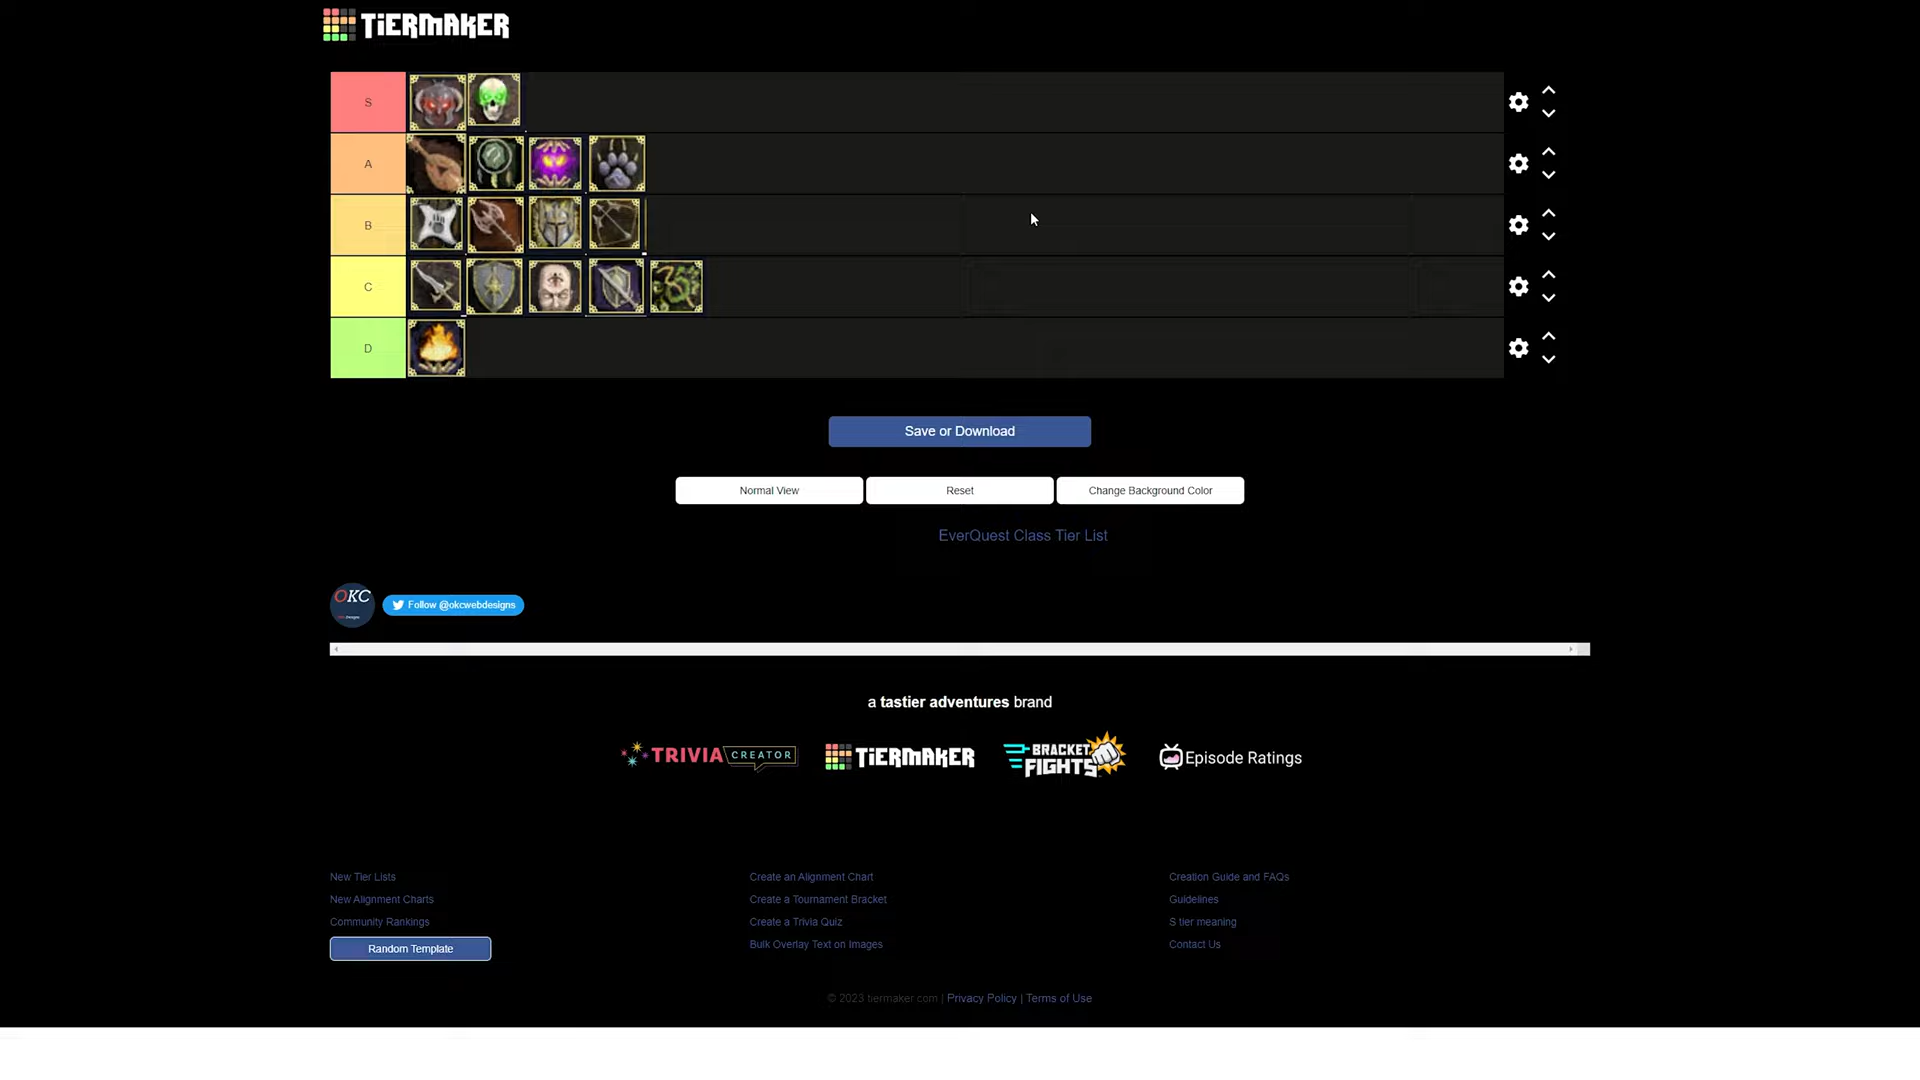 TiERMAKER
S
A
B
C
D
Save or Download
Normal View
Reset
Change Background Color
EverQuest Class Tier List
OKC
Follow @okcwebdesigns
a tastier adventures brand
TRIVIA CREATOR
TiERMAKER
BRACKET FIGHTS
Episode Ratings
New Tier Lists
New Alignment Charts
Community Rankings
Random Template
Create an Alignment Chart
Create a Tournament Bracket
Create a Trivia Quiz
Bulk Overlay Text on Images
Creation Guide and FAQs
Guidelines
S tier meaning
Contact Us
© 2023 tiermaker.com | Privacy Policy | Terms of Use